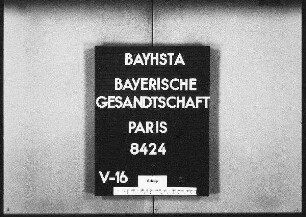 BAYHSTA
BAYERISCHE
GESANDTSCHAFT
PARIS
8424
V-16